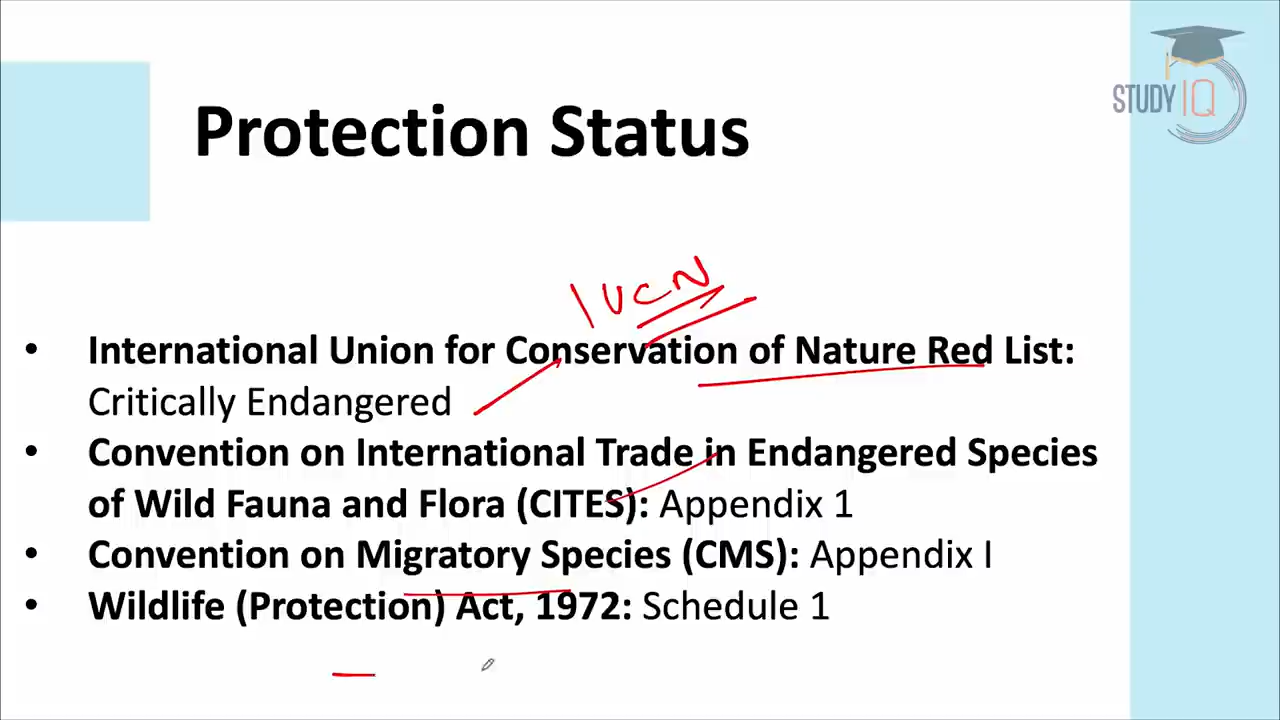 STUDY IQ
Protection Status
IUCN
• International Union for Conservation of Nature Red List:
Critically Endangered
• Convention on International Trade in Endangered Species
of Wild Fauna and Flora (CITES): Appendix 1
• Convention on Migratory Species (CMS): Appendix I
• Wildlife (Protection) Act, 1972: Schedule 1